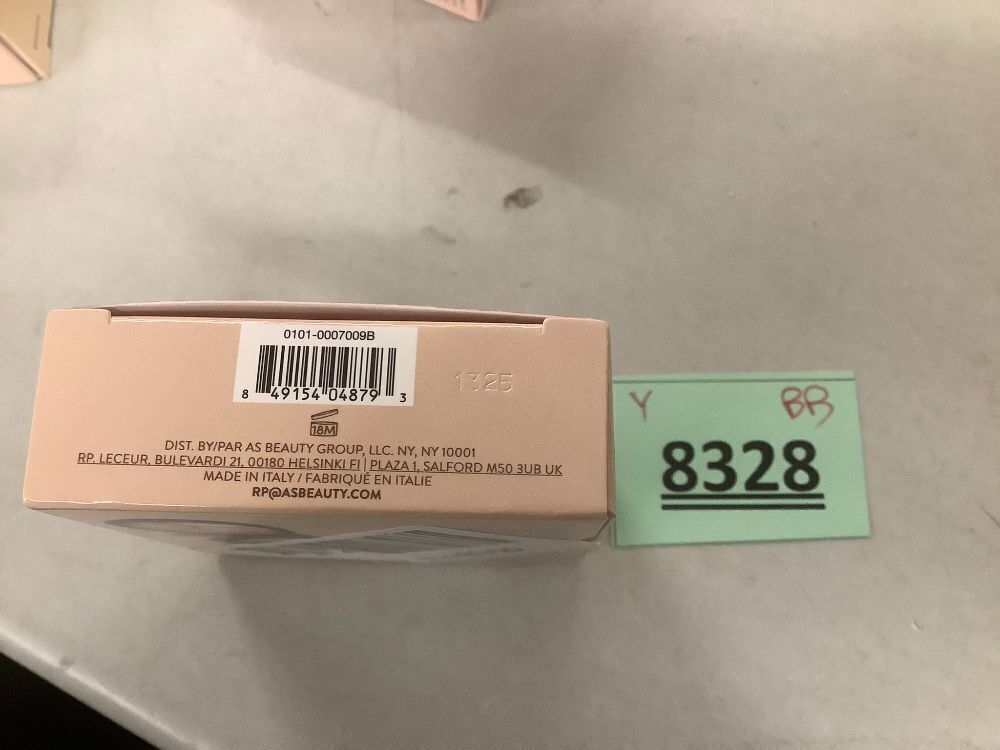 0101-0007009B
8 49154 04879 3
1325
18M
DIST. BY/PAR AS BEAUTY GROUP, LLC. NY, NY 10001
RP. LECEUR, BULEVARDI 21, 00180 HELSINKI FI | PLAZA 1, SALFORD M50 3UB UK
MADE IN ITALY / FABRIQUÉ EN ITALIE
RP@ASBEAUTY.COM
Y BB
8328